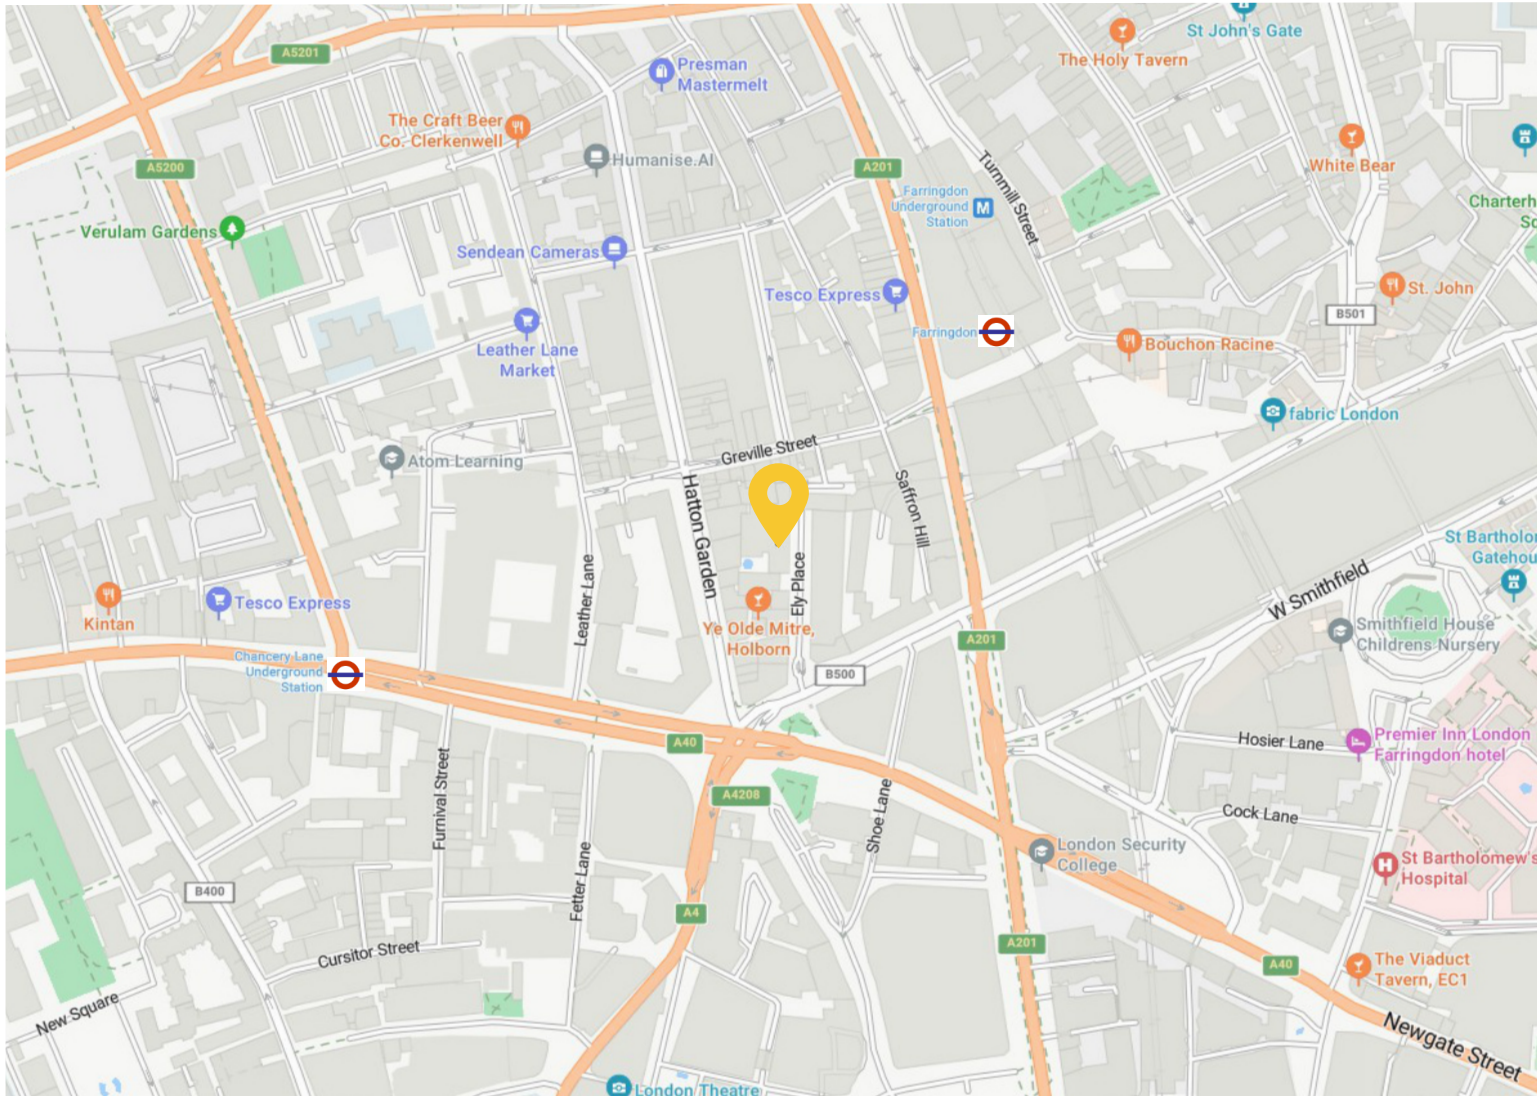 St John's Gate
A5201
The Holy Tavern
Presman
Mastermelt
The Craft Beer
Co. Clerkenwell
Humanise.AI
White Bear
A5200
A201
Turnmill Street
Farringdon
Underground
Station
M
Charterh
Sq
Verulam Gardens
Sendean Cameras
Tesco Express
St. John
B501
Farringdon
Bouchon Racine
Leather Lane
Market
fabric London
Greville Street
Atom Learning
Hatton Garden
Saffron Hill
St Bartholo
Gatehou
W Smithfield
Leather Lane
Ely Place
Kintan
Tesco Express
Ye Olde Mitre,
Holborn
A201
Smithfield House
Childrens Nursery
Chancery Lane
Underground
Station
B500
A40
Hosier Lane
Premier Inn London
Farringdon hotel
Furnival Street
A4208
Shoe Lane
Cock Lane
London Security
College
St Bartholomew's
Hospital
H
B400
Fetter Lane
A4
A201
Cursitor Street
A40
The Viaduct
Tavern, EC1
New Square
Newgate Street
London Theatre